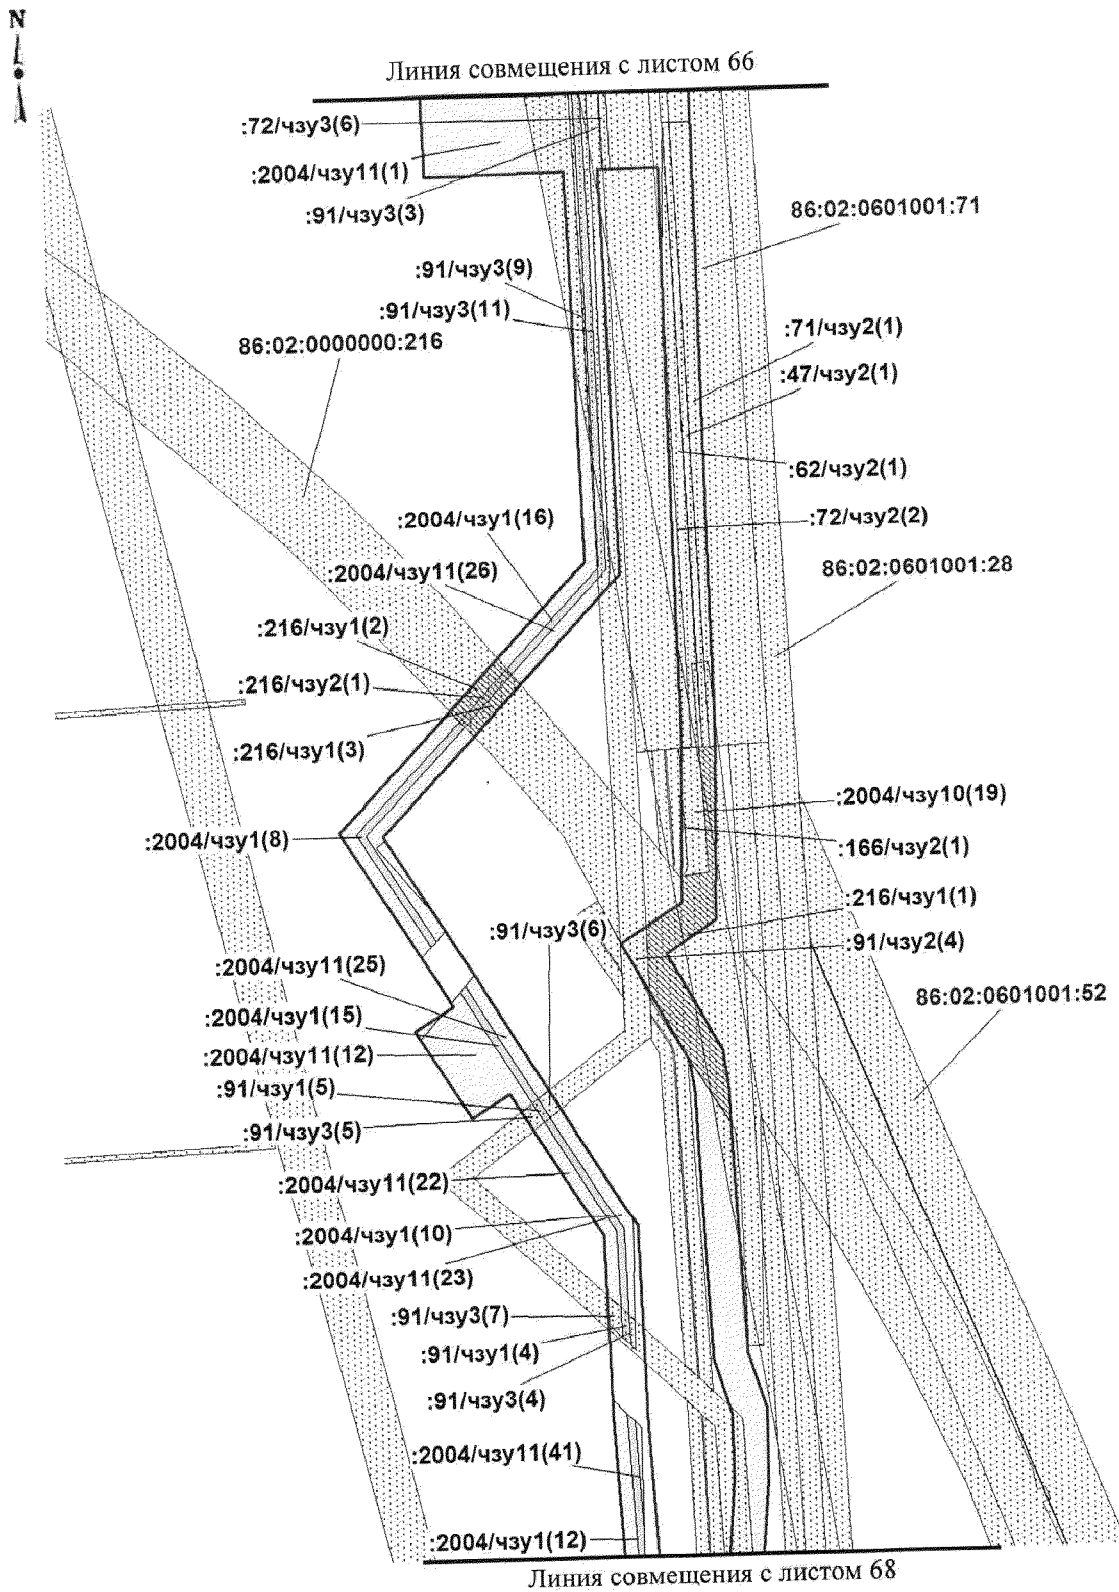 N
Линия совмещения с листом 66
:72/чзу3(6)
:2004/чзу11(1)
:91/чзу3(3)
86:02:0601001:71
:91/чзу3(9)
:91/чзу3(11)
86:02:0000000:216
:71/чзу2(1)
:47/чзу2(1)
:62/чзу2(1)
:2004/чзу1(16)
:72/чзу2(2)
:2004/чзу11(26)
86:02:0601001:28
:216/чзу1(2)
:216/чзу2(1)
:216/чзу1(3)
:2004/чзу10(19)
:2004/чзу1(8)
:166/чзу2(1)
:216/чзу1(1)
:91/чзу3(6)
:91/чзу2(4)
:2004/чзу11(25)
86:02:0601001:52
:2004/чзу1(15)
:2004/чзу11(12)
:91/чзу1(5)
:91/чзу3(5)
:2004/чзу11(22)
:2004/чзу1(10)
:2004/чзу11(23)
:91/чзу3(7)
:91/чзу1(4)
:91/чзу3(4)
:2004/чзу11(41)
:2004/чзу1(12)
Линия совмещения с листом 68